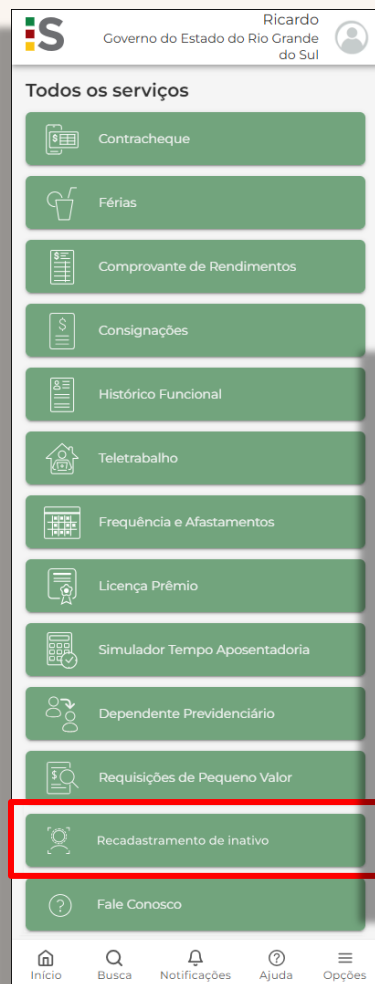 :S
Ricardo
Governo do Estado do Rio Grande
do Sul
Todos os serviços
Contracheque
Férias
Comprovante de Rendimentos
Consignações
Histórico Funcional
Teletrabalho
Frequência e Afastamentos
Licença Prêmio
Simulador Tempo Aposentadoria
Dependente Previdenciário
Requisições de Pequeno Valor
Recadastramento de inativo
Fale Conosco
Início Busca Notificações Ajuda Opções